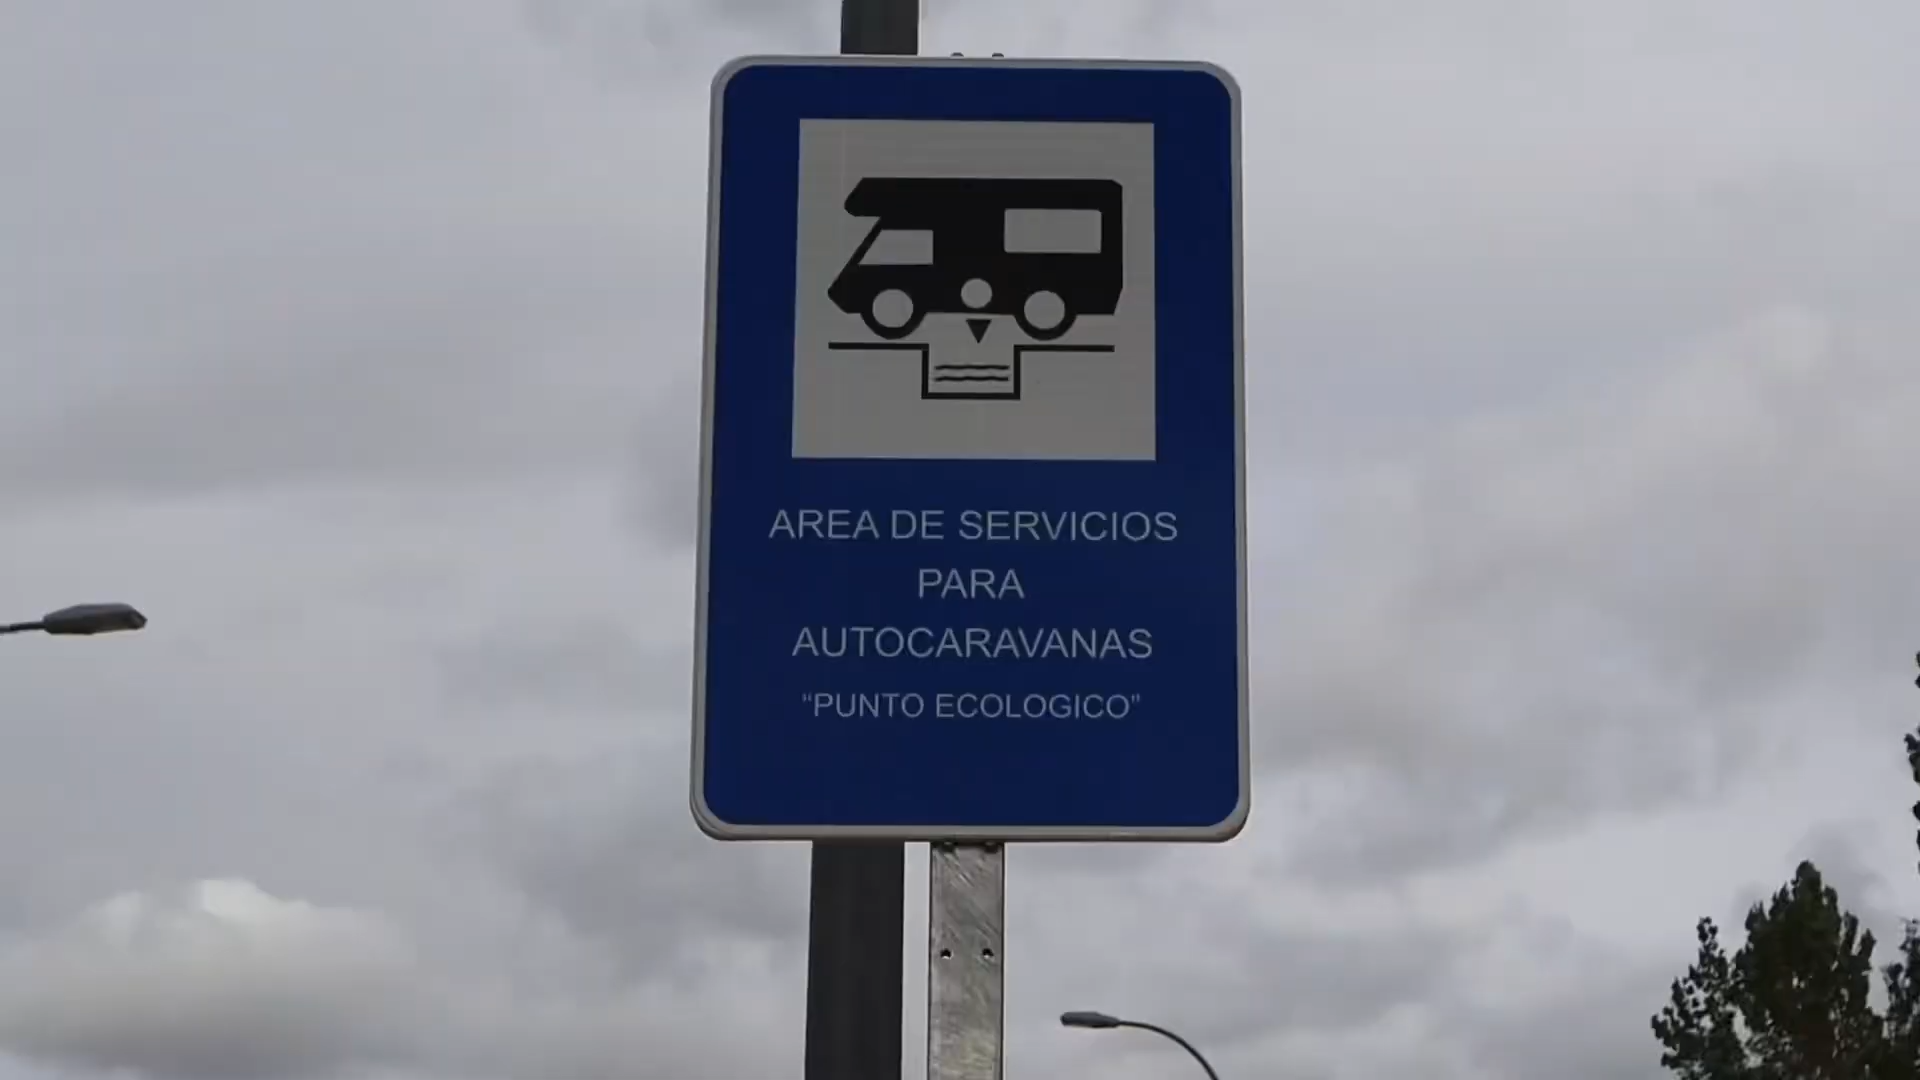 AREA DE SERVICIOS
PARA
AUTOCARAVANAS
“PUNTO ECOLOGICO”